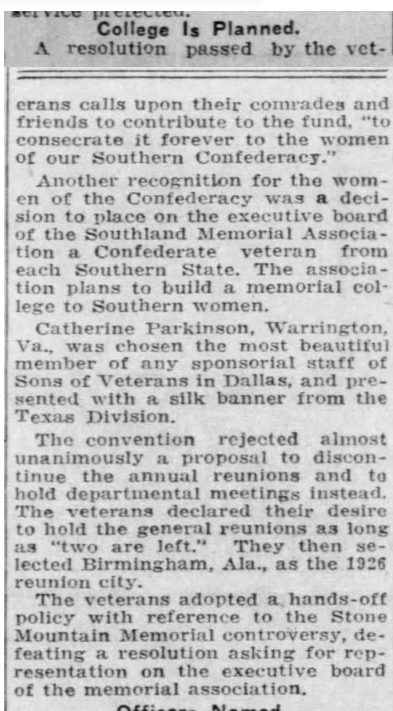 service preferred.
College Is Planned.
A resolution passed by the vet-
erans calls upon their comrades and
friends to contribute to the fund, "to
consecrate it forever to the women
of our Southern Confederacy."
Another recognition for the wom-
en of the Confederacy was a deci-
sion to place on the executive board
of the Southland Memorial Associa-
tion a Confederate veteran from
each Southern State. The associa-
tion plans to build a memorial col-
lege to Southern women.
Catherine Parkinson, Warrington,
Va., was chosen the most beautiful
member of any sponsorial staff of
Sons of Veterans in Dallas, and pre-
sented with a silk banner from the
Texas Division.
The convention rejected almost
unanimously a proposal to discon-
tinue the annual reunions and to
hold departmental meetings instead.
The veterans declared their desire
to hold the general reunions as long
as "two are left." They then se-
lected Birmingham, Ala., as the 1926
reunion city.
The veterans adopted a hands-off
policy with reference to the Stone
Mountain Memorial controversy, de-
feating a resolution asking for rep-
resentation on the executive board
of the memorial association.
Officers Named